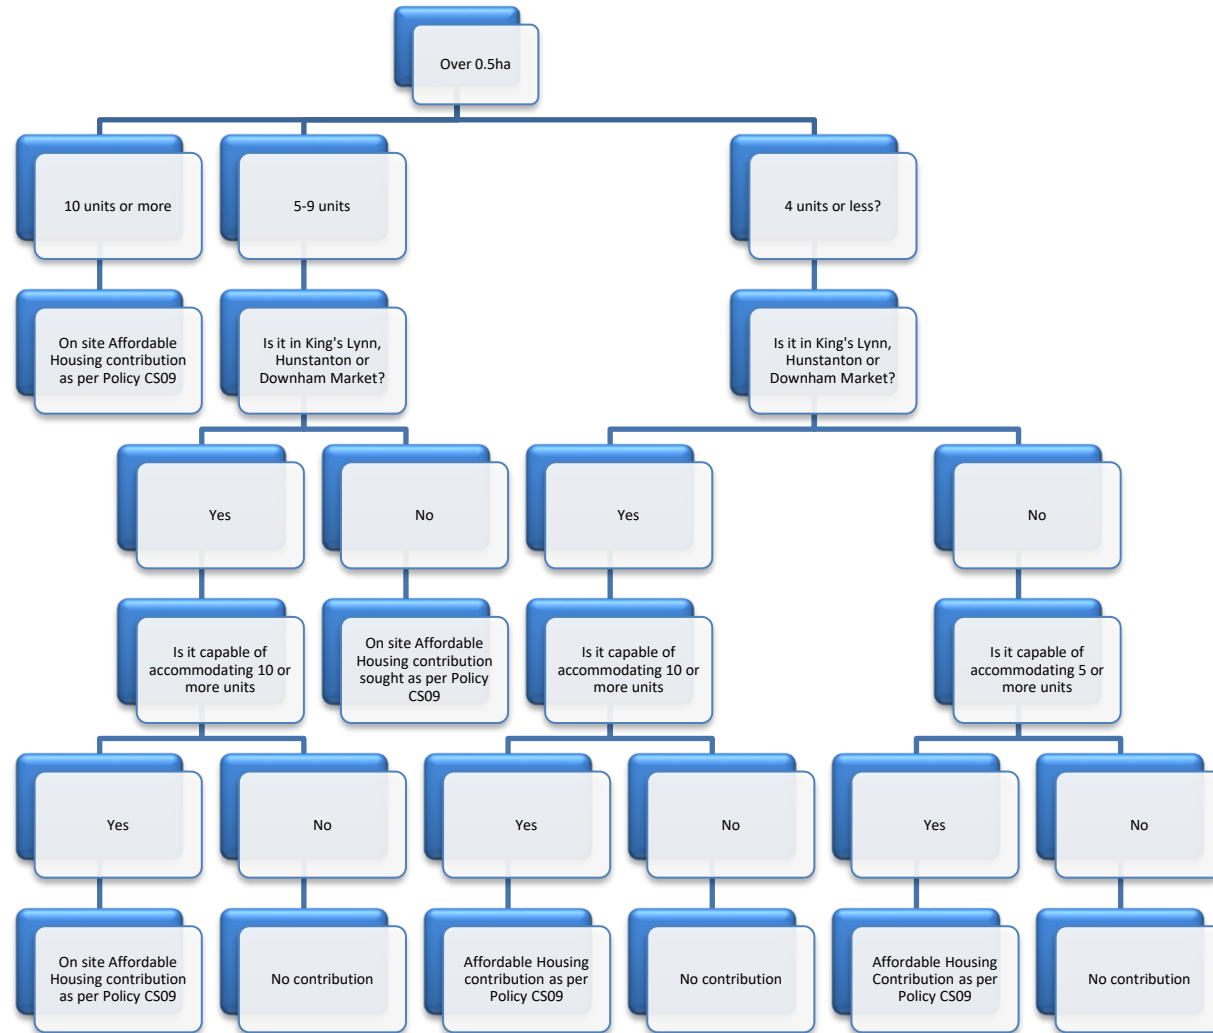 Over 0.5ha
10 units or more
5-9 units
4 units or less?
On site Affordable
Housing contribution
as per Policy CS09
Is it in King's Lynn,
Hunstanton or
Downham Market?
Is it in King's Lynn,
Hunstanton or
Downham Market?
Yes
No
Yes
No
Is it capable of
accommodating 10 or
more units
On site Affordable
Housing contribution
sought as per Policy
CS09
Is it capable of
accommodating 10 or
more units
Is it capable of
accommodating 5 or
more units
Yes
No
Yes
No
Yes
No
On site Affordable
Housing contribution
as per Policy CS09
No contribution
Affordable Housing
contribution as per
Policy CS09
No contribution
Affordable Housing
Contribution as per
Policy CS09
No contribution